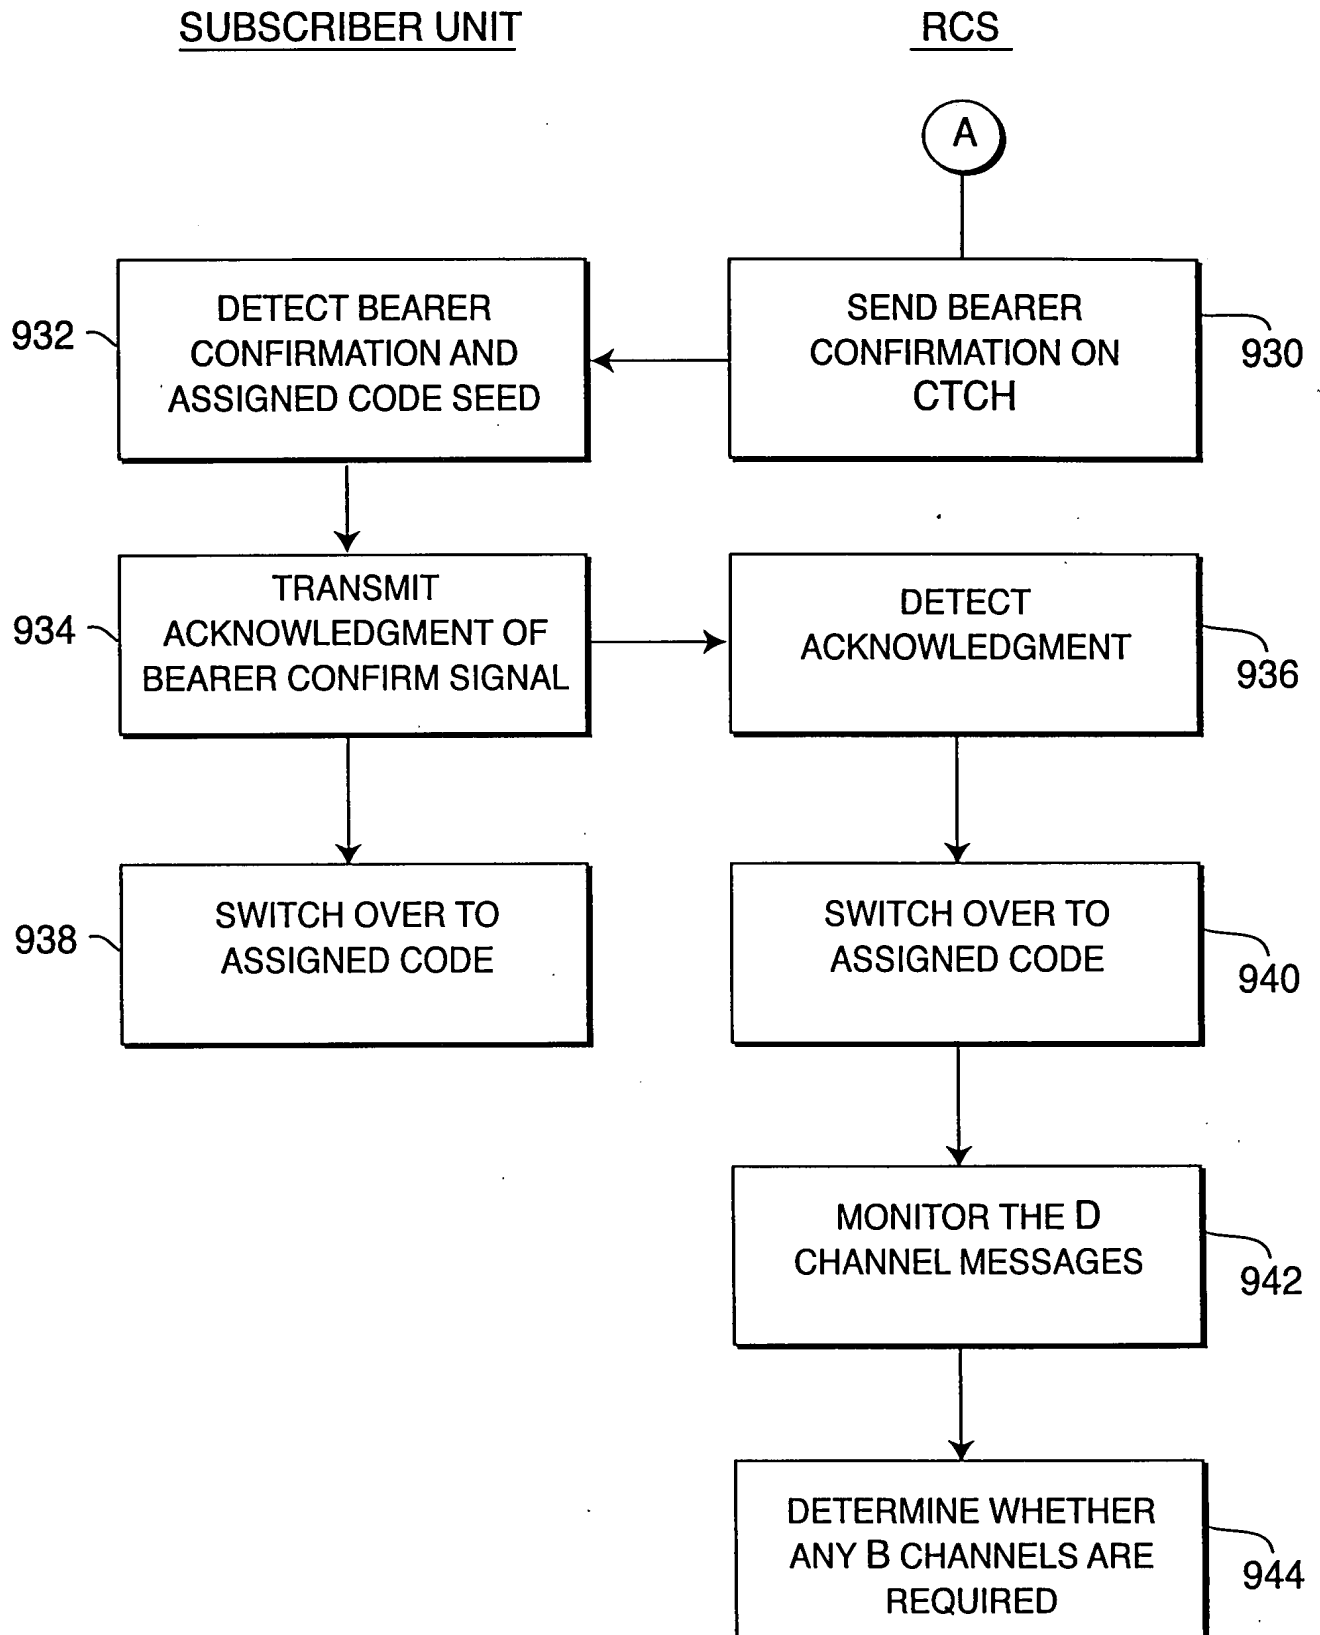 SUBSCRIBER UNIT
RCS
A
932
DETECT BEARER
CONFIRMATION AND
ASSIGNED CODE SEED
SEND BEARER
CONFIRMATION ON
CTCH
930
934
TRANSMIT
ACKNOWLEDGMENT OF
BEARER CONFIRM SIGNAL
DETECT
ACKNOWLEDGMENT
936
938
SWITCH OVER TO
ASSIGNED CODE
SWITCH OVER TO
ASSIGNED CODE
940
MONITOR THE D
CHANNEL MESSAGES
942
DETERMINE WHETHER
ANY B CHANNELS ARE
REQUIRED
944